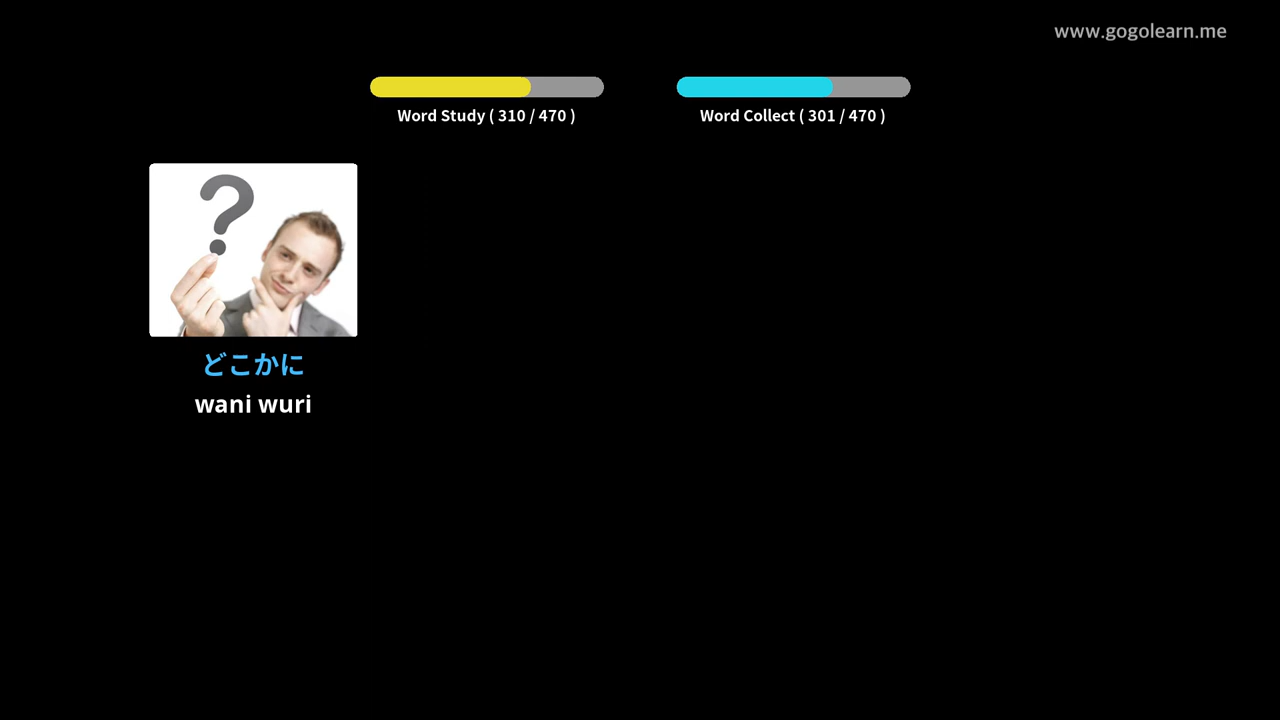 www.gogolearn.me
Word Study ( 310 / 470 )
Word Collect ( 301 / 470 )
?
どこかに
wani wuri